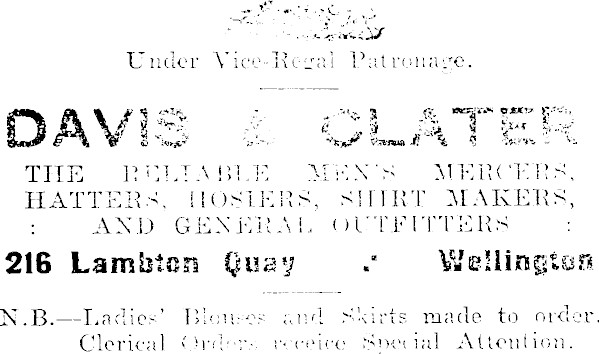 Under Vice-Regal Patronage.
DAVIS & CLATER
THE RELIABLE MEN'S MERCERS,
HATTERS, HOSIERS, SHIRT MAKERS,
: AND GENERAL OUTFITTERS :
216 Lambton Quay .·. Wellington
N.B.—Ladies' Blouses and Skirts made to order.
Clerical Orders receive Special Attention.